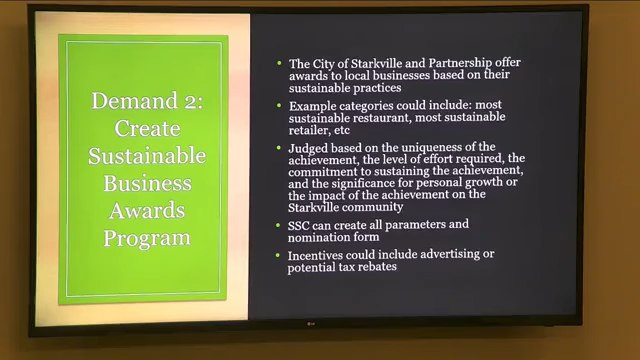 Demand 2:
Create
Sustainable
Business
Awards
Program
• The City of Starkville and Partnership offer
awards to local businesses based on their
sustainable practices
• Example categories could include: most
sustainable restaurant, most sustainable
retailer, etc
• Judged based on the uniqueness of the
achievement, the level of effort required, the
commitment to sustaining the achievement,
and the significance for personal growth or
the impact of the achievement on the
Starkville community
• SSC can create all parameters and
nomination form
• Incentives could include advertising or
potential tax rebates
LG